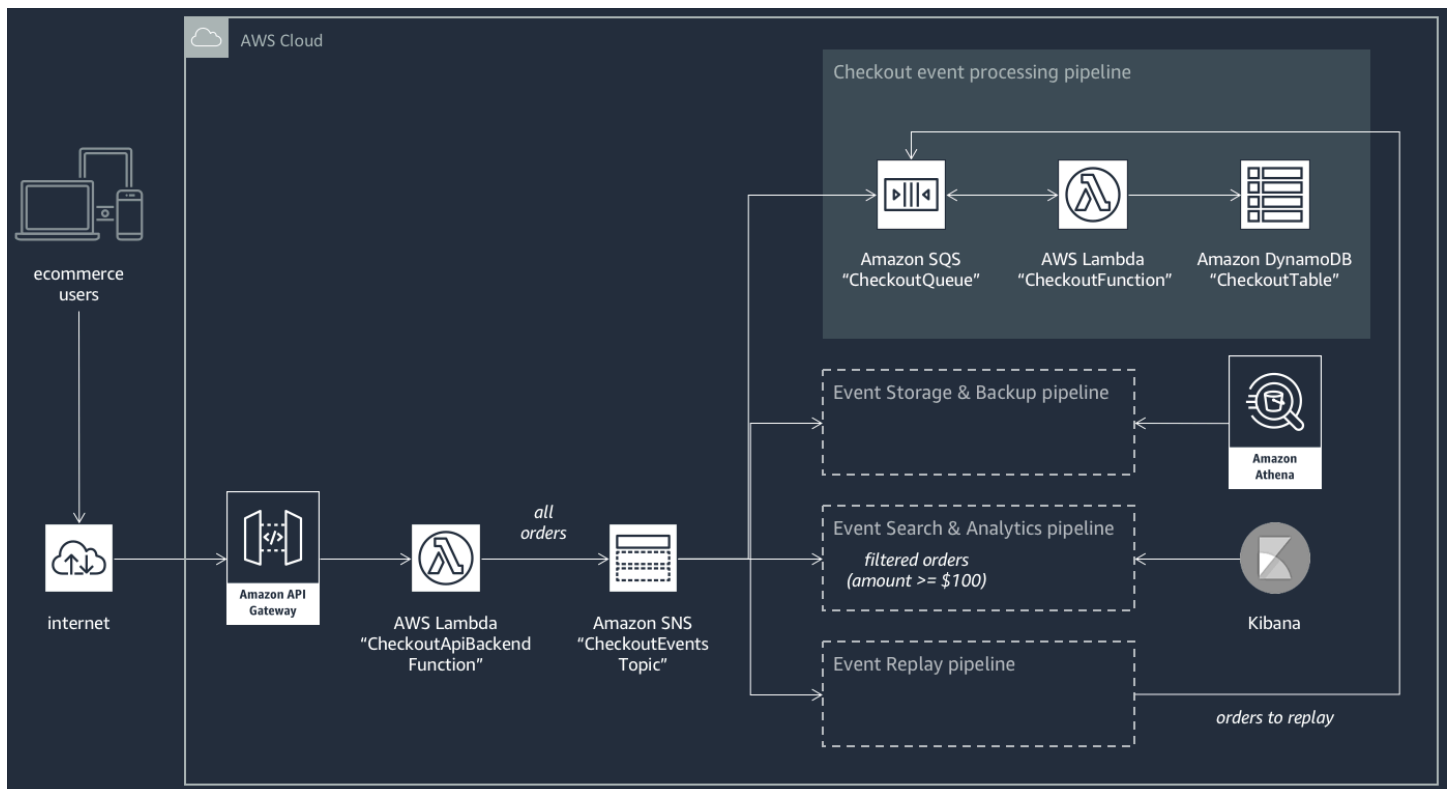 AWS Cloud
Checkout event processing pipeline
ecommerce
users
Amazon SQS
“CheckoutQueue”
AWS Lambda
“CheckoutFunction”
Amazon DynamoDB
“CheckoutTable”
Event Storage & Backup pipeline
Amazon
Athena
Event Search & Analytics pipeline
filtered orders
(amount >= $100)
Kibana
internet
Amazon API
Gateway
AWS Lambda
“CheckoutApiBackend
Function”
all
orders
Amazon SNS
“CheckoutEvents
Topic”
Event Replay pipeline
orders to replay